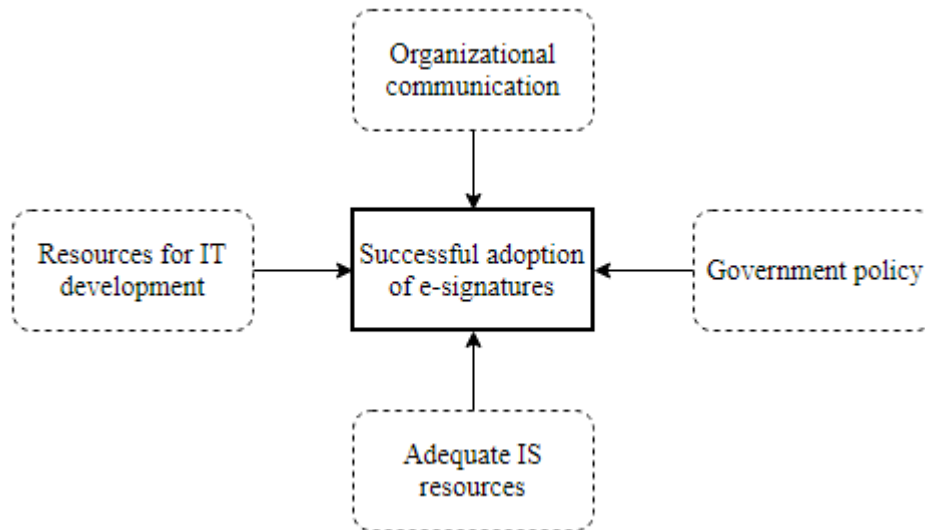 Organizational
communication
Resources for IT
development
Successful adoption
of e-signatures
Government policy
Adequate IS
resources